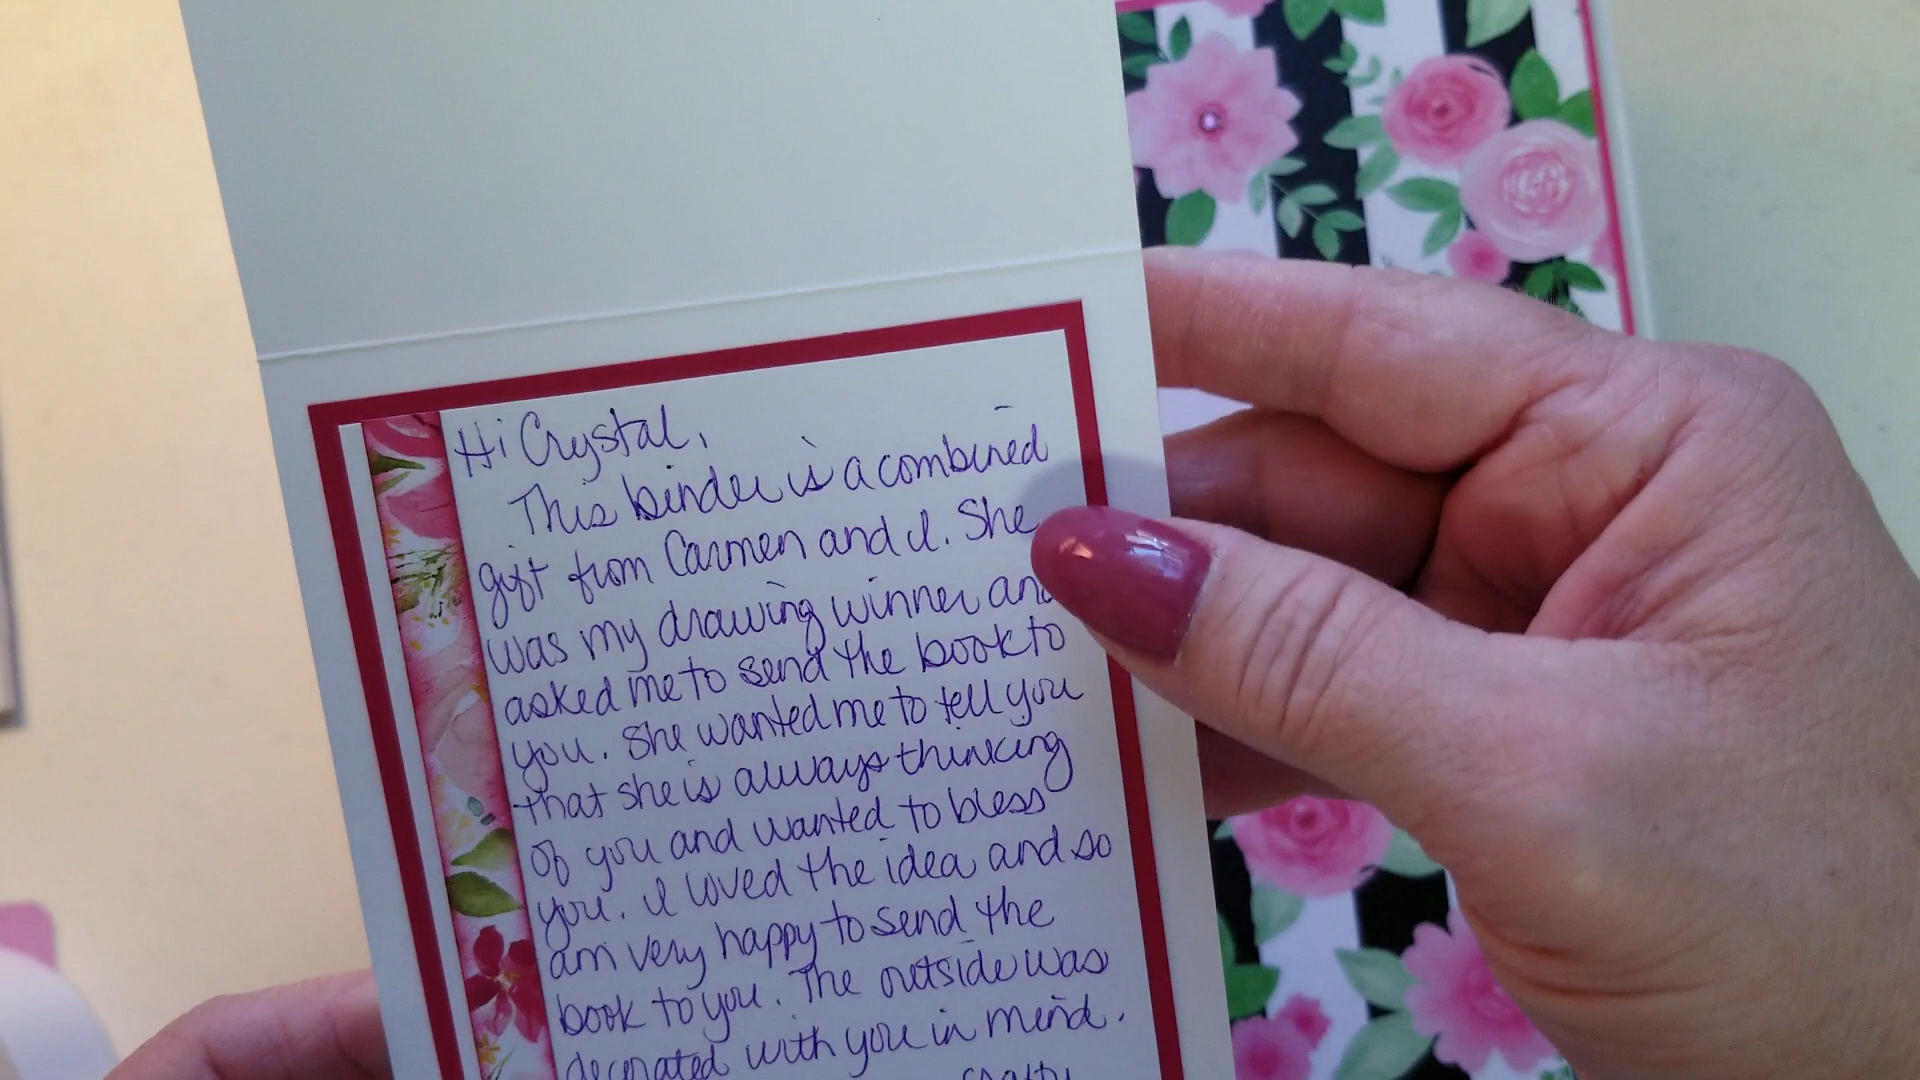 Hi Crystal,
This binder is a combined
gift from Carmen and I. She
was my drawing winner and
asked me to send the book to
you. She wanted me to tell you
that she is always thinking
of you and wanted to bless
you. I loved the idea and so
am very happy to send the
book to you. The outside was
decorated with you in mind.
crafty